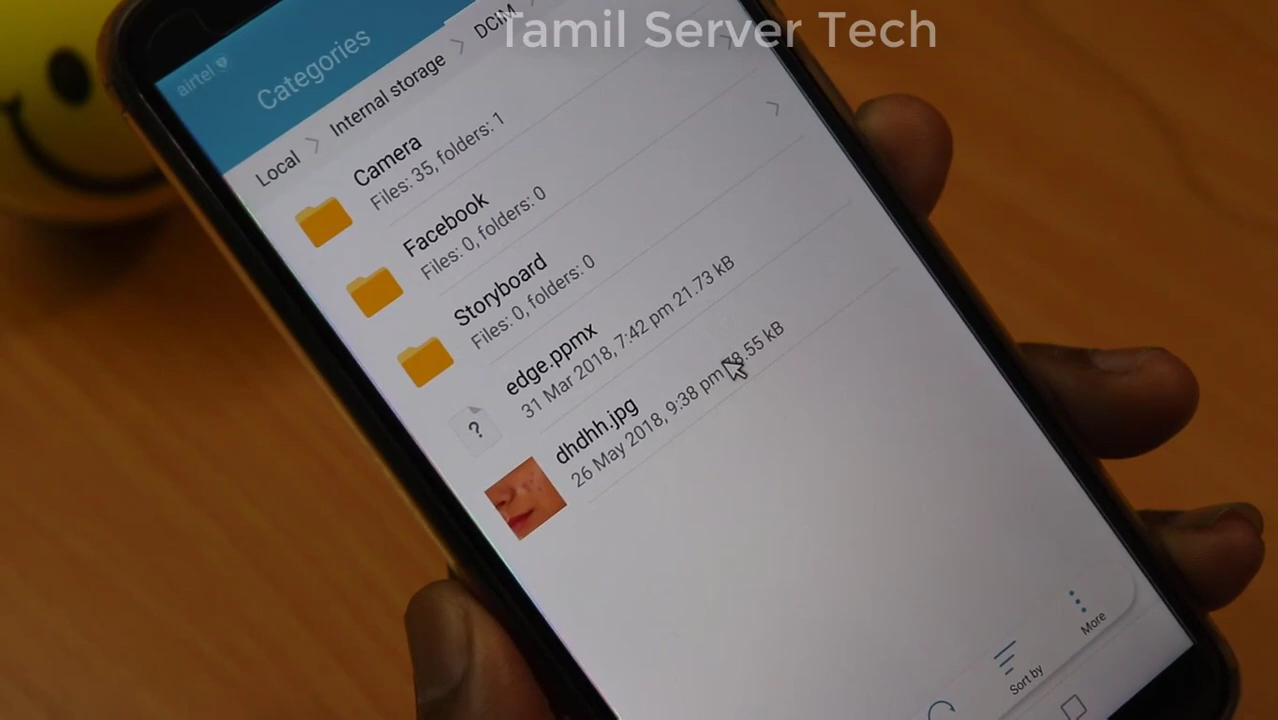 Tamil Server Tech
airtel
Categories
Local > Internal storage > DCIM >
Camera
Files: 35, folders: 1
Facebook
Files: 0, folders: 0
Storyboard
Files: 0, folders: 0
edge.ppmx
31 Mar 2018, 7:42 pm 21.73 kB
?
dhdhh.jpg
26 May 2018, 9:38 pm kB
Sort by
More